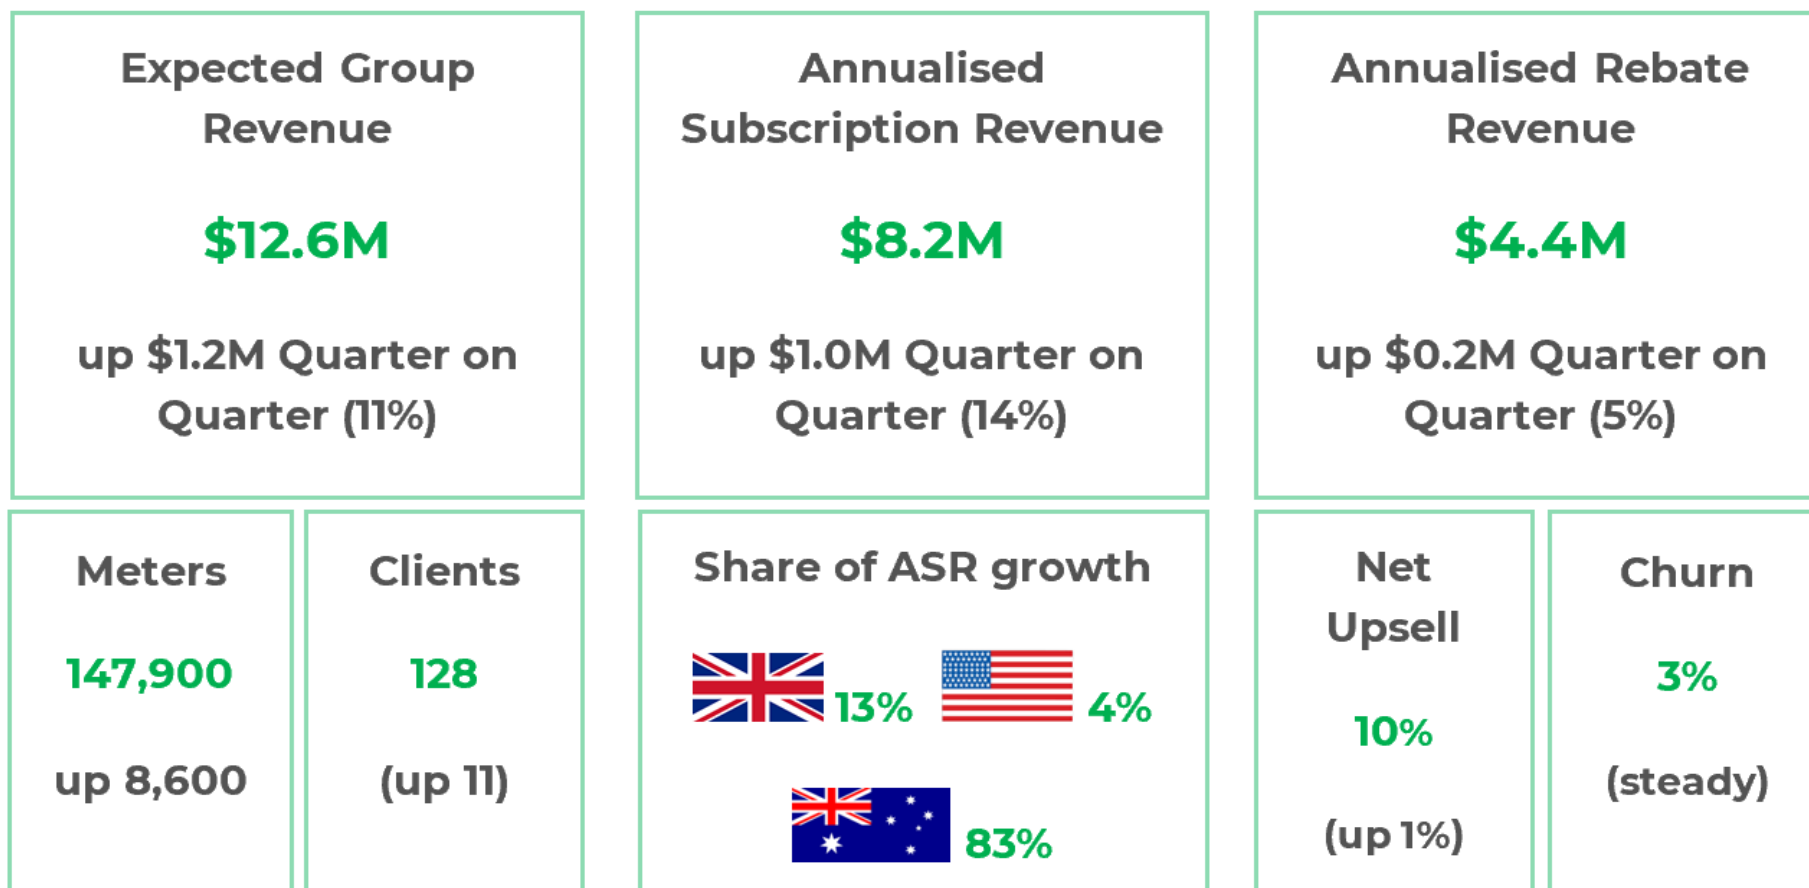 Expected Group
Revenue
$12.6M
up $1.2M Quarter on
Quarter (11%)
Annualised
Subscription Revenue
$8.2M
up $1.0M Quarter on
Quarter (14%)
Annualised Rebate
Revenue
$4.4M
up $0.2M Quarter on
Quarter (5%)
Meters
147,900
up 8,600
Clients
128
(up 11)
Share of ASR growth
13%
4%
83%
Net
Upsell
10%
(up 1%)
Churn
3%
(steady)